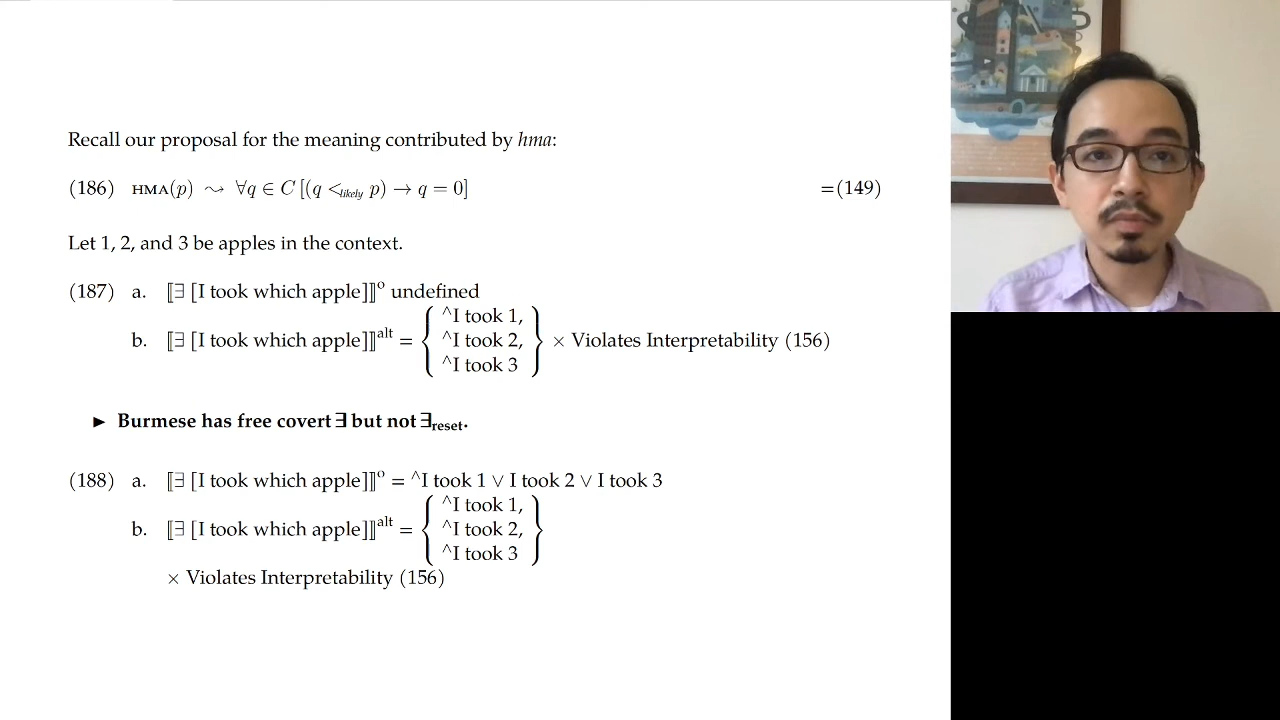 Recall our proposal for the meaning contributed by hma:
(186) HMA(p) ⤳ ∀q ∈ C [(q <likely p) → q = 0] =(149)
Let 1, 2, and 3 be apples in the context.
(187) a. ⟦∃ [I took which apple]⟧ᵒ undefined
b. ⟦∃ [I took which apple]⟧ᵃˡᵗ = { ^I took 1, ^I took 2, ^I took 3 } × Violates Interpretability (156)
► Burmese has free covert ∃ but not ∃reset.
(188) a. ⟦∃ [I took which apple]⟧ᵒ = ^I took 1 ∨ I took 2 ∨ I took 3
b. ⟦∃ [I took which apple]⟧ᵃˡᵗ = { ^I took 1, ^I took 2, ^I took 3 }
× Violates Interpretability (156)